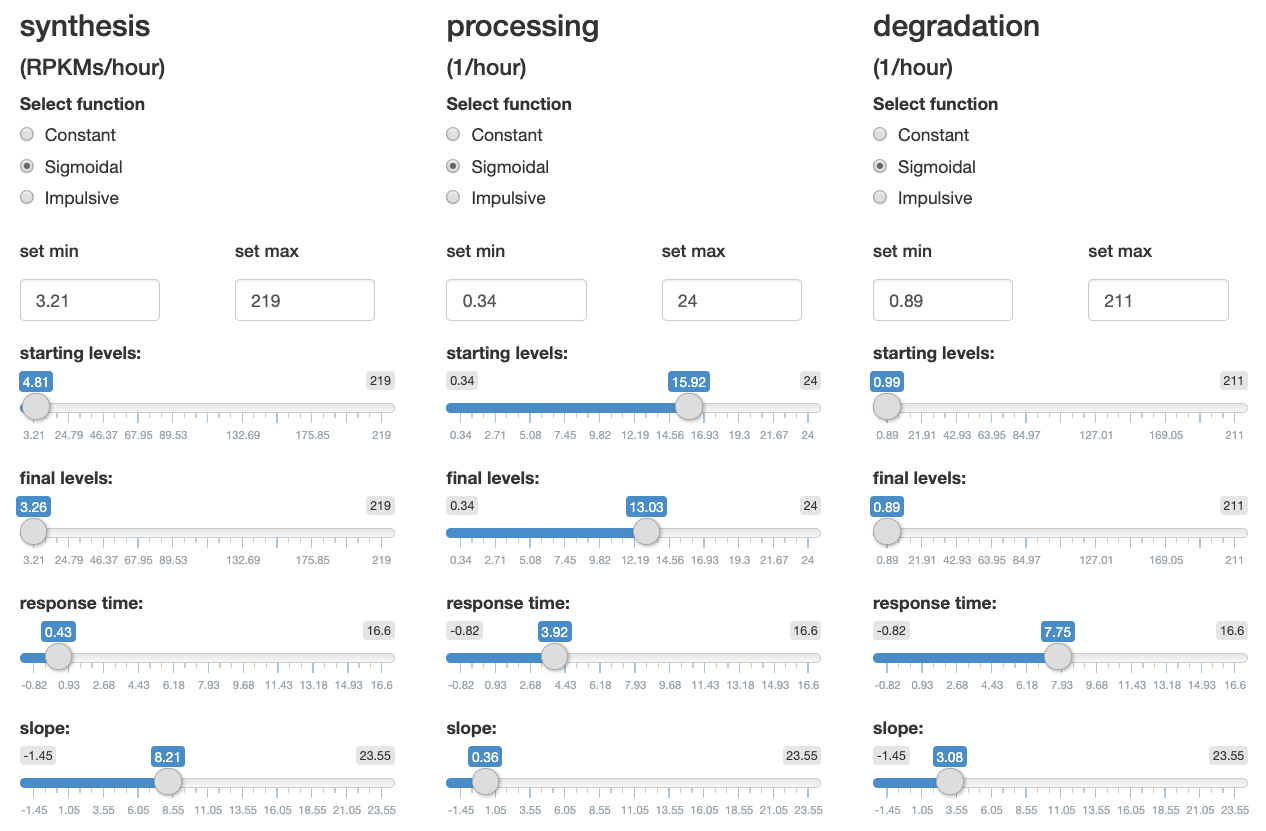 synthesis processing degradation
(RPKMs/hour) (1/hour) (1/hour)
Select function Select function Select function
Constant Constant Constant
Sigmoidal Sigmoidal Sigmoidal
Impulsive Impulsive Impulsive
set min set max set min set max set min set max
3.21 219 0.34 24 0.89 211
starting levels: starting levels: starting levels:
4.81 219 0.34 15.92 24 0.99 211
3.21 24.79 46.37 67.95 89.53 132.69 175.85 219 0.34 2.71 5.08 7.45 9.82 12.19 14.56 16.93 19.3 21.67 24 0.89 21.91 42.93 63.95 84.97 127.01 169.05 211
final levels: final levels: final levels:
3.26 219 0.34 13.03 24 0.89 211
3.21 24.79 46.37 67.95 89.53 132.69 175.85 219 0.34 2.71 5.08 7.45 9.82 12.19 14.56 16.93 19.3 21.67 24 0.89 21.91 42.93 63.95 84.97 127.01 169.05 211
response time: response time: response time:
0.43 16.6 -0.82 3.92 16.6 -0.82 7.75 16.6
-0.82 0.93 2.68 4.43 6.18 7.93 9.68 11.43 13.18 14.93 16.6 -0.82 0.93 2.68 4.43 6.18 7.93 9.68 11.43 13.18 14.93 16.6 -0.82 0.93 2.68 4.43 6.18 7.93 9.68 11.43 13.18 14.93 16.6
slope: slope: slope:
-1.45 8.21 23.55 0.36 23.55 -1.45 3.08 23.55
-1.45 1.05 3.55 6.05 8.55 11.05 13.55 16.05 18.55 21.05 23.55 -1.45 1.05 3.55 6.05 8.55 11.05 13.55 16.05 18.55 21.05 23.55 -1.45 1.05 3.55 6.05 8.55 11.05 13.55 16.05 18.55 21.05 23.55